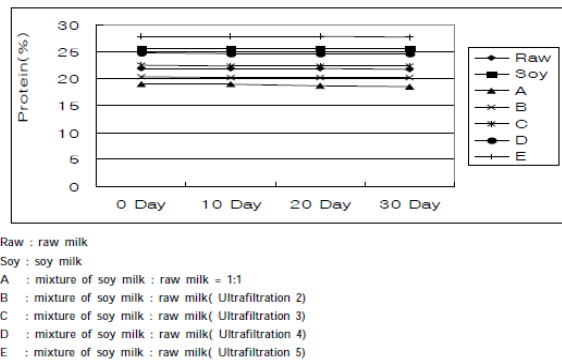 Protein(%)
30
25
20
15
10
5
0
0 Day 10 Day 20 Day 30 Day
Raw
Soy
A
B
C
D
E
Raw : raw milk
Soy : soy milk
A : mixture of soy milk : raw milk = 1:1
B : mixture of soy milk : raw milk( Ultrafiltration 2)
C : mixture of soy milk : raw milk( Ultrafiltration 3)
D : mixture of soy milk : raw milk( Ultrafiltration 4)
E : mixture of soy milk : raw milk( Ultrafiltration 5)